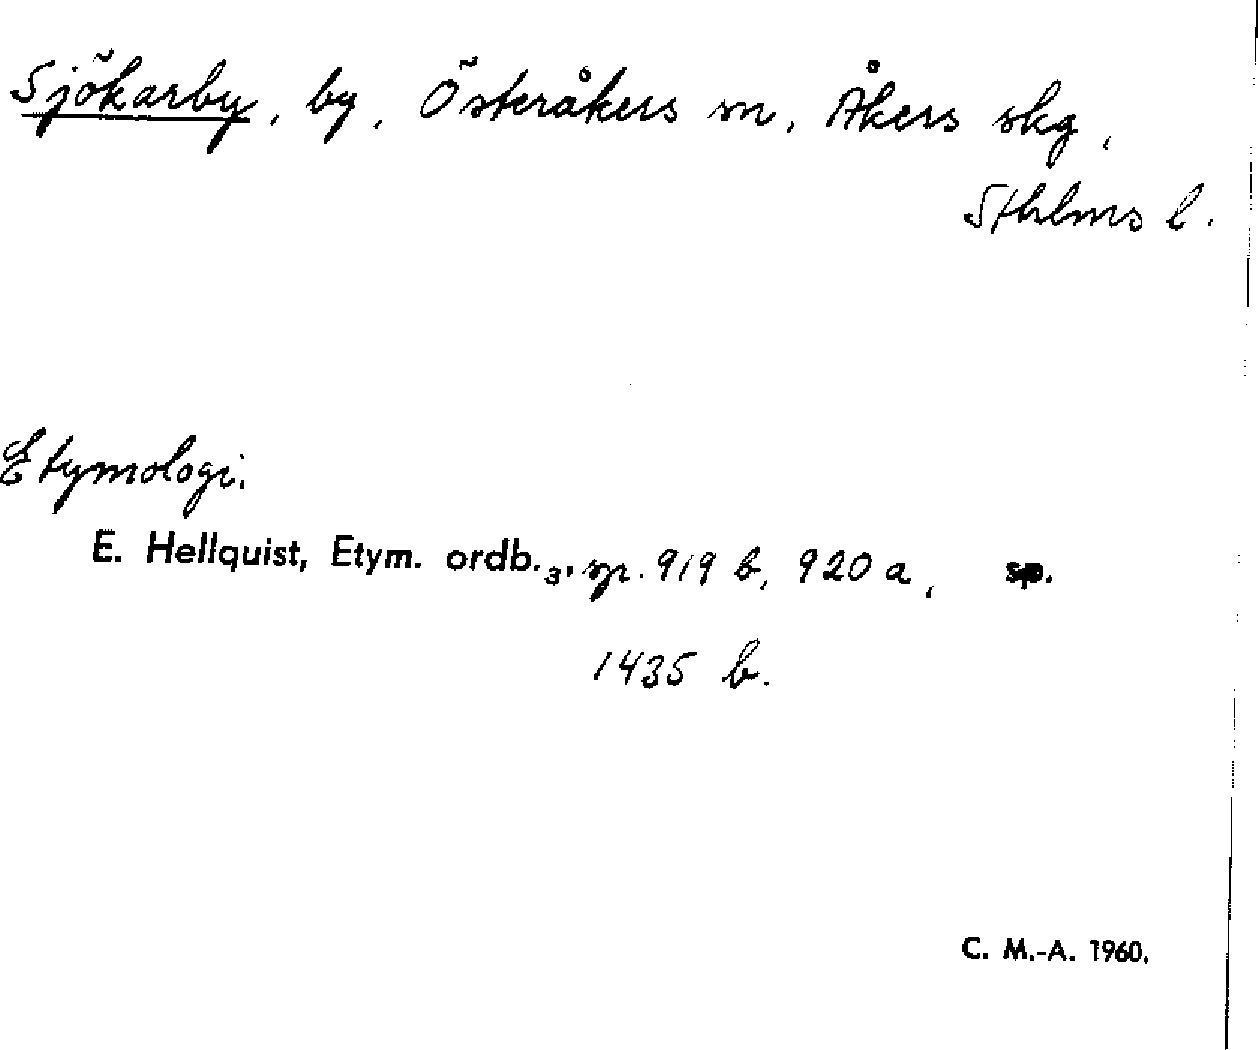 Sjökarby, by, Österåkers sn, Åkers skg,
Sthlms l.
Etymologi.
E. Hellquist, Etym. ordb.3, sp. 919 b, 920 a, sp.
1435 b.
C. M.-A. 1960.